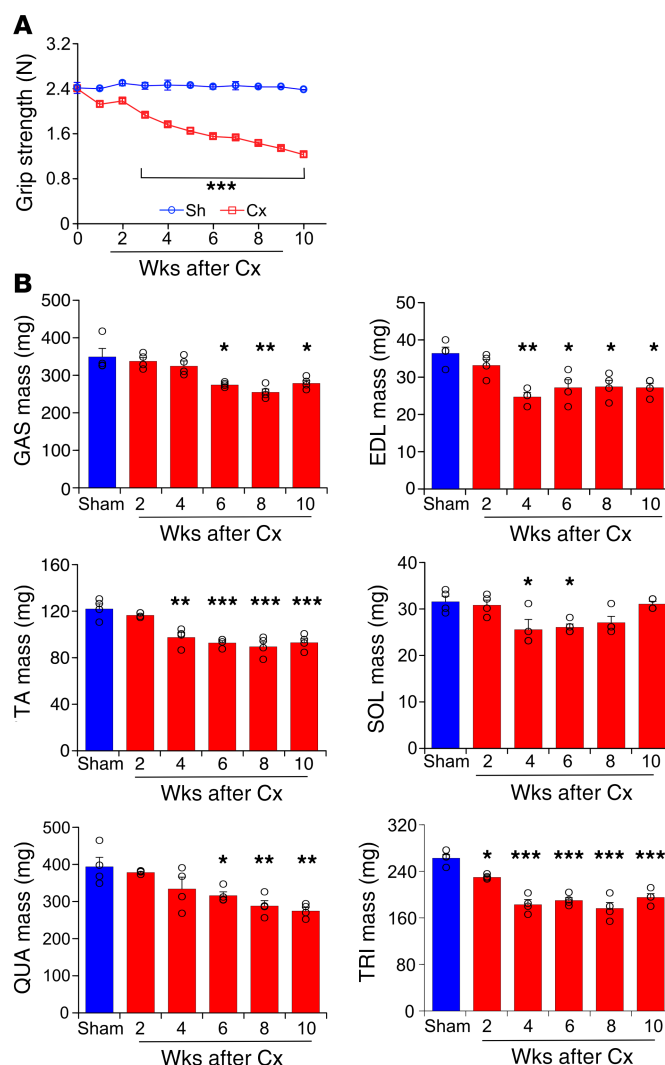 A
3.2
2.4
1.6
0.8
0
Grip strength (N)
***
Sh Cx
0 2 4 6 8 10
Wks after Cx
B
500
400
300
200
100
0
GAS mass (mg)
* ** *
Sham 2 4 6 8 10
Wks after Cx
40
30
20
10
0
EDL mass (mg)
** * * *
Sham 2 4 6 8 10
Wks after Cx
160
120
80
40
0
TA mass (mg)
** *** *** ***
Sham 2 4 6 8 10
Wks after Cx
40
30
20
10
0
SOL mass (mg)
* *
Sham 2 4 6 8 10
Wks after Cx
500
400
300
200
100
0
QUA mass (mg)
* ** **
Sham 2 4 6 8 10
Wks after Cx
320
240
160
80
0
TRI mass (mg)
* *** *** *** ***
Sham 2 4 6 8 10
Wks after Cx